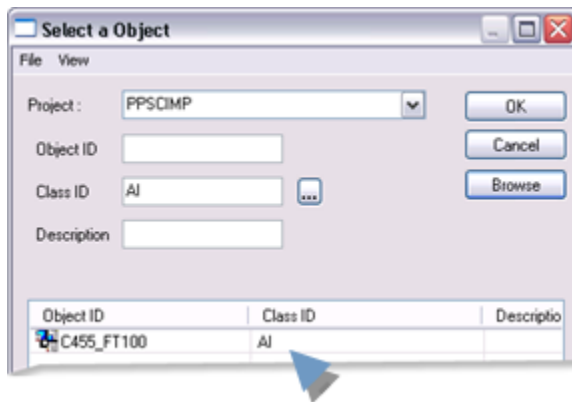 Select a Object
File View
Project : PPSCIMP OK
Object ID Cancel
Class ID AI ... Browse
Description
Object ID Class ID Descriptio
C455_FT100 AI